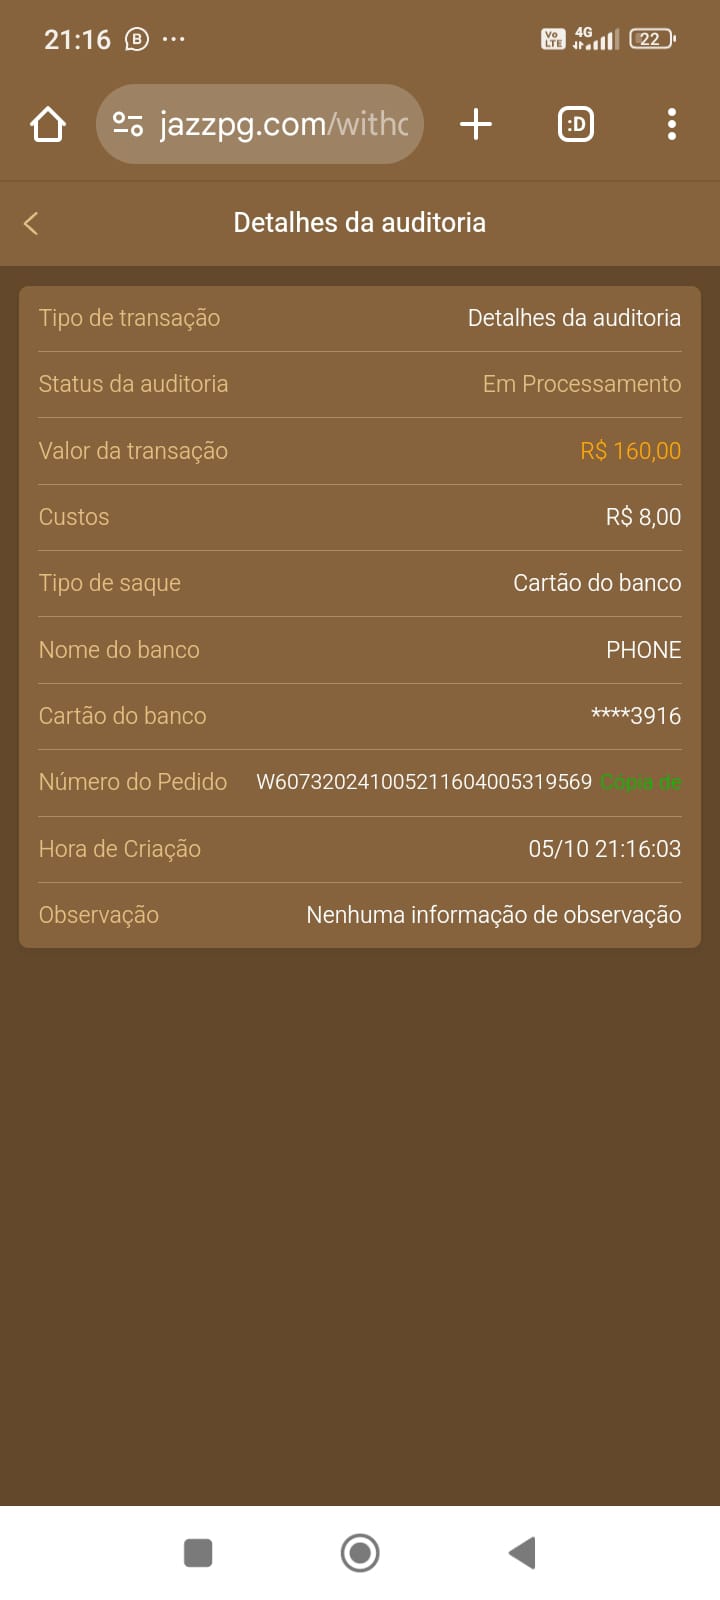 21:16 B ...
Vo LTE 4G 22
jazzpg.com/witho
:D
Detalhes da auditoria
Tipo de transação Detalhes da auditoria
Status da auditoria Em Processamento
Valor da transação R$ 160,00
Custos R$ 8,00
Tipo de saque Cartão do banco
Nome do banco PHONE
Cartão do banco ****3916
Número do Pedido W607320241005211604005319569 Cópia de
Hora de Criação 05/10 21:16:03
Observação Nenhuma informação de observação